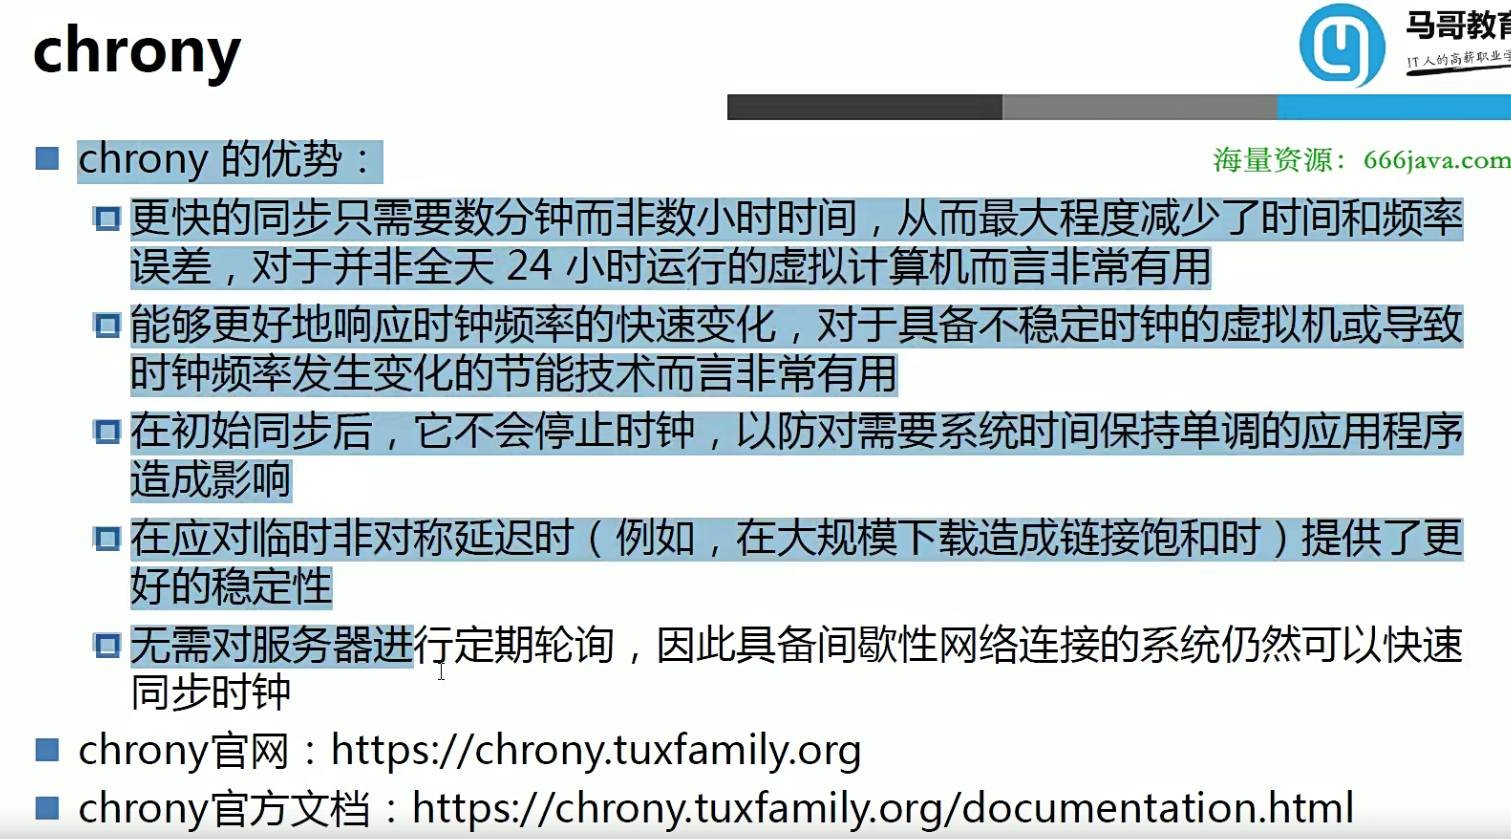 chrony
马哥教育
IT人的高薪职业学
海量资源：666java.com
chrony 的优势：
更快的同步只需要数分钟而非数小时时间，从而最大程度减少了时间和频率
误差，对于并非全天 24 小时运行的虚拟计算机而言非常有用
能够更好地响应时钟频率的快速变化，对于具备不稳定时钟的虚拟机或导致
时钟频率发生变化的节能技术而言非常有用
在初始同步后，它不会停止时钟，以防对需要系统时间保持单调的应用程序
造成影响
在应对临时非对称延迟时（例如，在大规模下载造成链接饱和时）提供了更
好的稳定性
无需对服务器进行定期轮询，因此具备间歇性网络连接的系统仍然可以快速
同步时钟
chrony官网：https://chrony.tuxfamily.org
chrony官方文档：https://chrony.tuxfamily.org/documentation.html